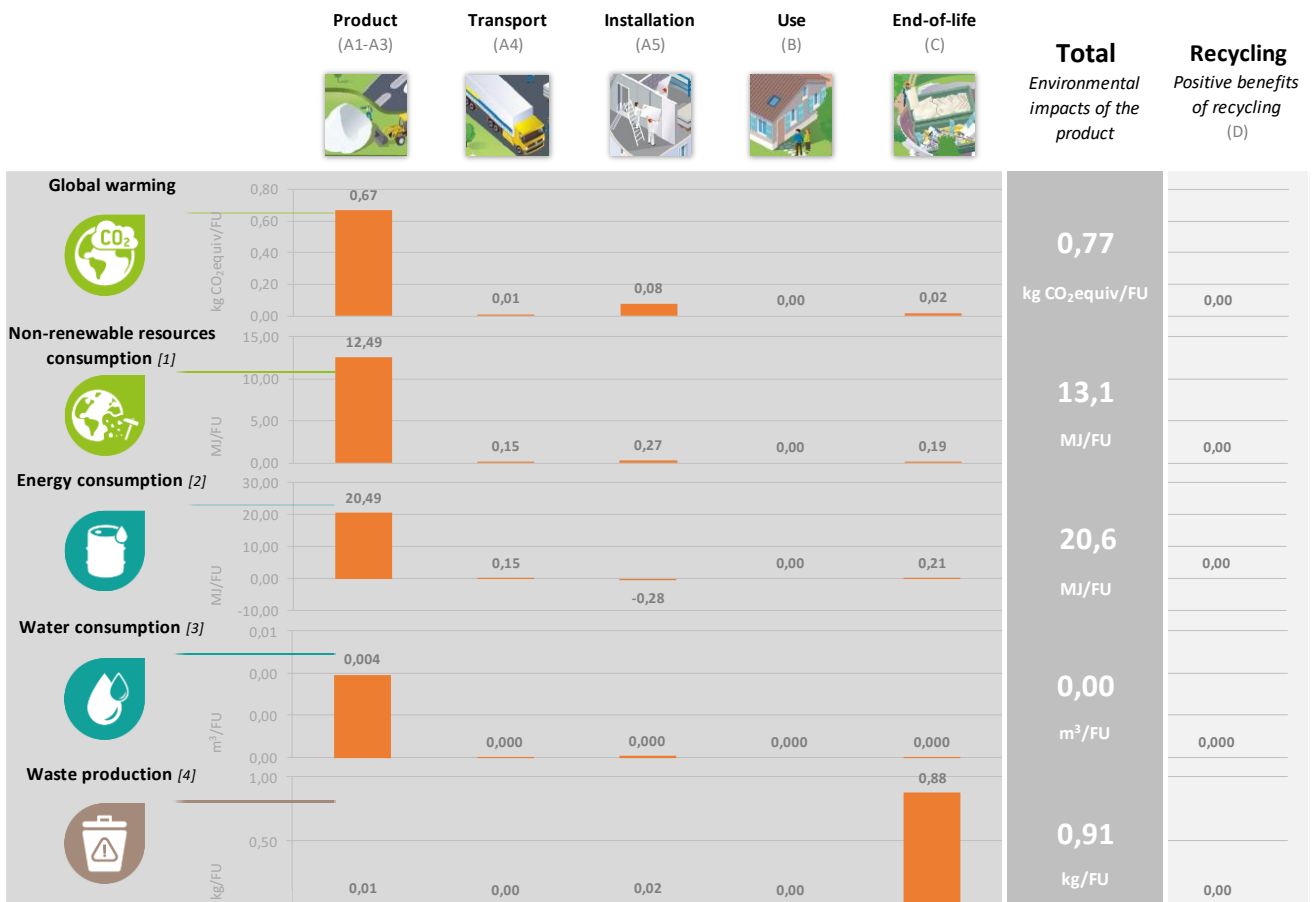 Product
(A1-A3)
Transport
(A4)
Installation
(A5)
Use
(B)
End-of-life
(C)
Total
Environmental
impacts of the
product
Recycling
Positive benefits
of recycling
(D)
Global warming
CO₂
kg CO₂equiv/FU
0,80
0,60
0,40
0,20
0,00
0,67
0,01
0,08
0,00
0,02
0,77
kg CO₂equiv/FU
0,00
Non-renewable resources
consumption [1]
MJ/FU
15,00
10,00
5,00
0,00
12,49
0,15
0,27
0,00
0,19
13,1
MJ/FU
0,00
Energy consumption [2]
MJ/FU
30,00
20,00
10,00
0,00
-10,00
20,49
0,15
-0,28
0,00
0,21
20,6
MJ/FU
0,00
Water consumption [3]
m³/FU
0,01
0,00
0,00
0,00
0,004
0,000
0,000
0,000
0,000
0,00
m³/FU
0,000
Waste production [4]
kg/FU
1,00
0,50
0,01
0,00
0,02
0,00
0,88
0,91
kg/FU
0,00